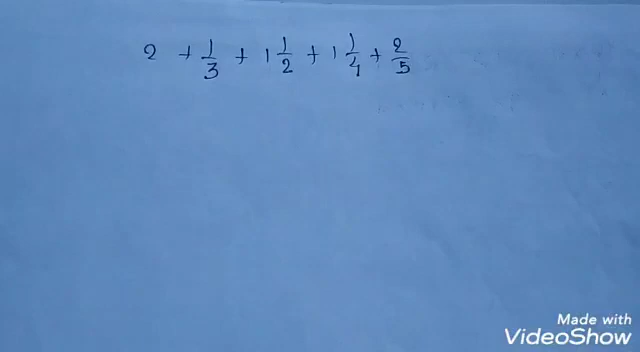 2 + 1/3 + 1 1/2 + 1 1/4 + 2/5
Made with
VideoShow